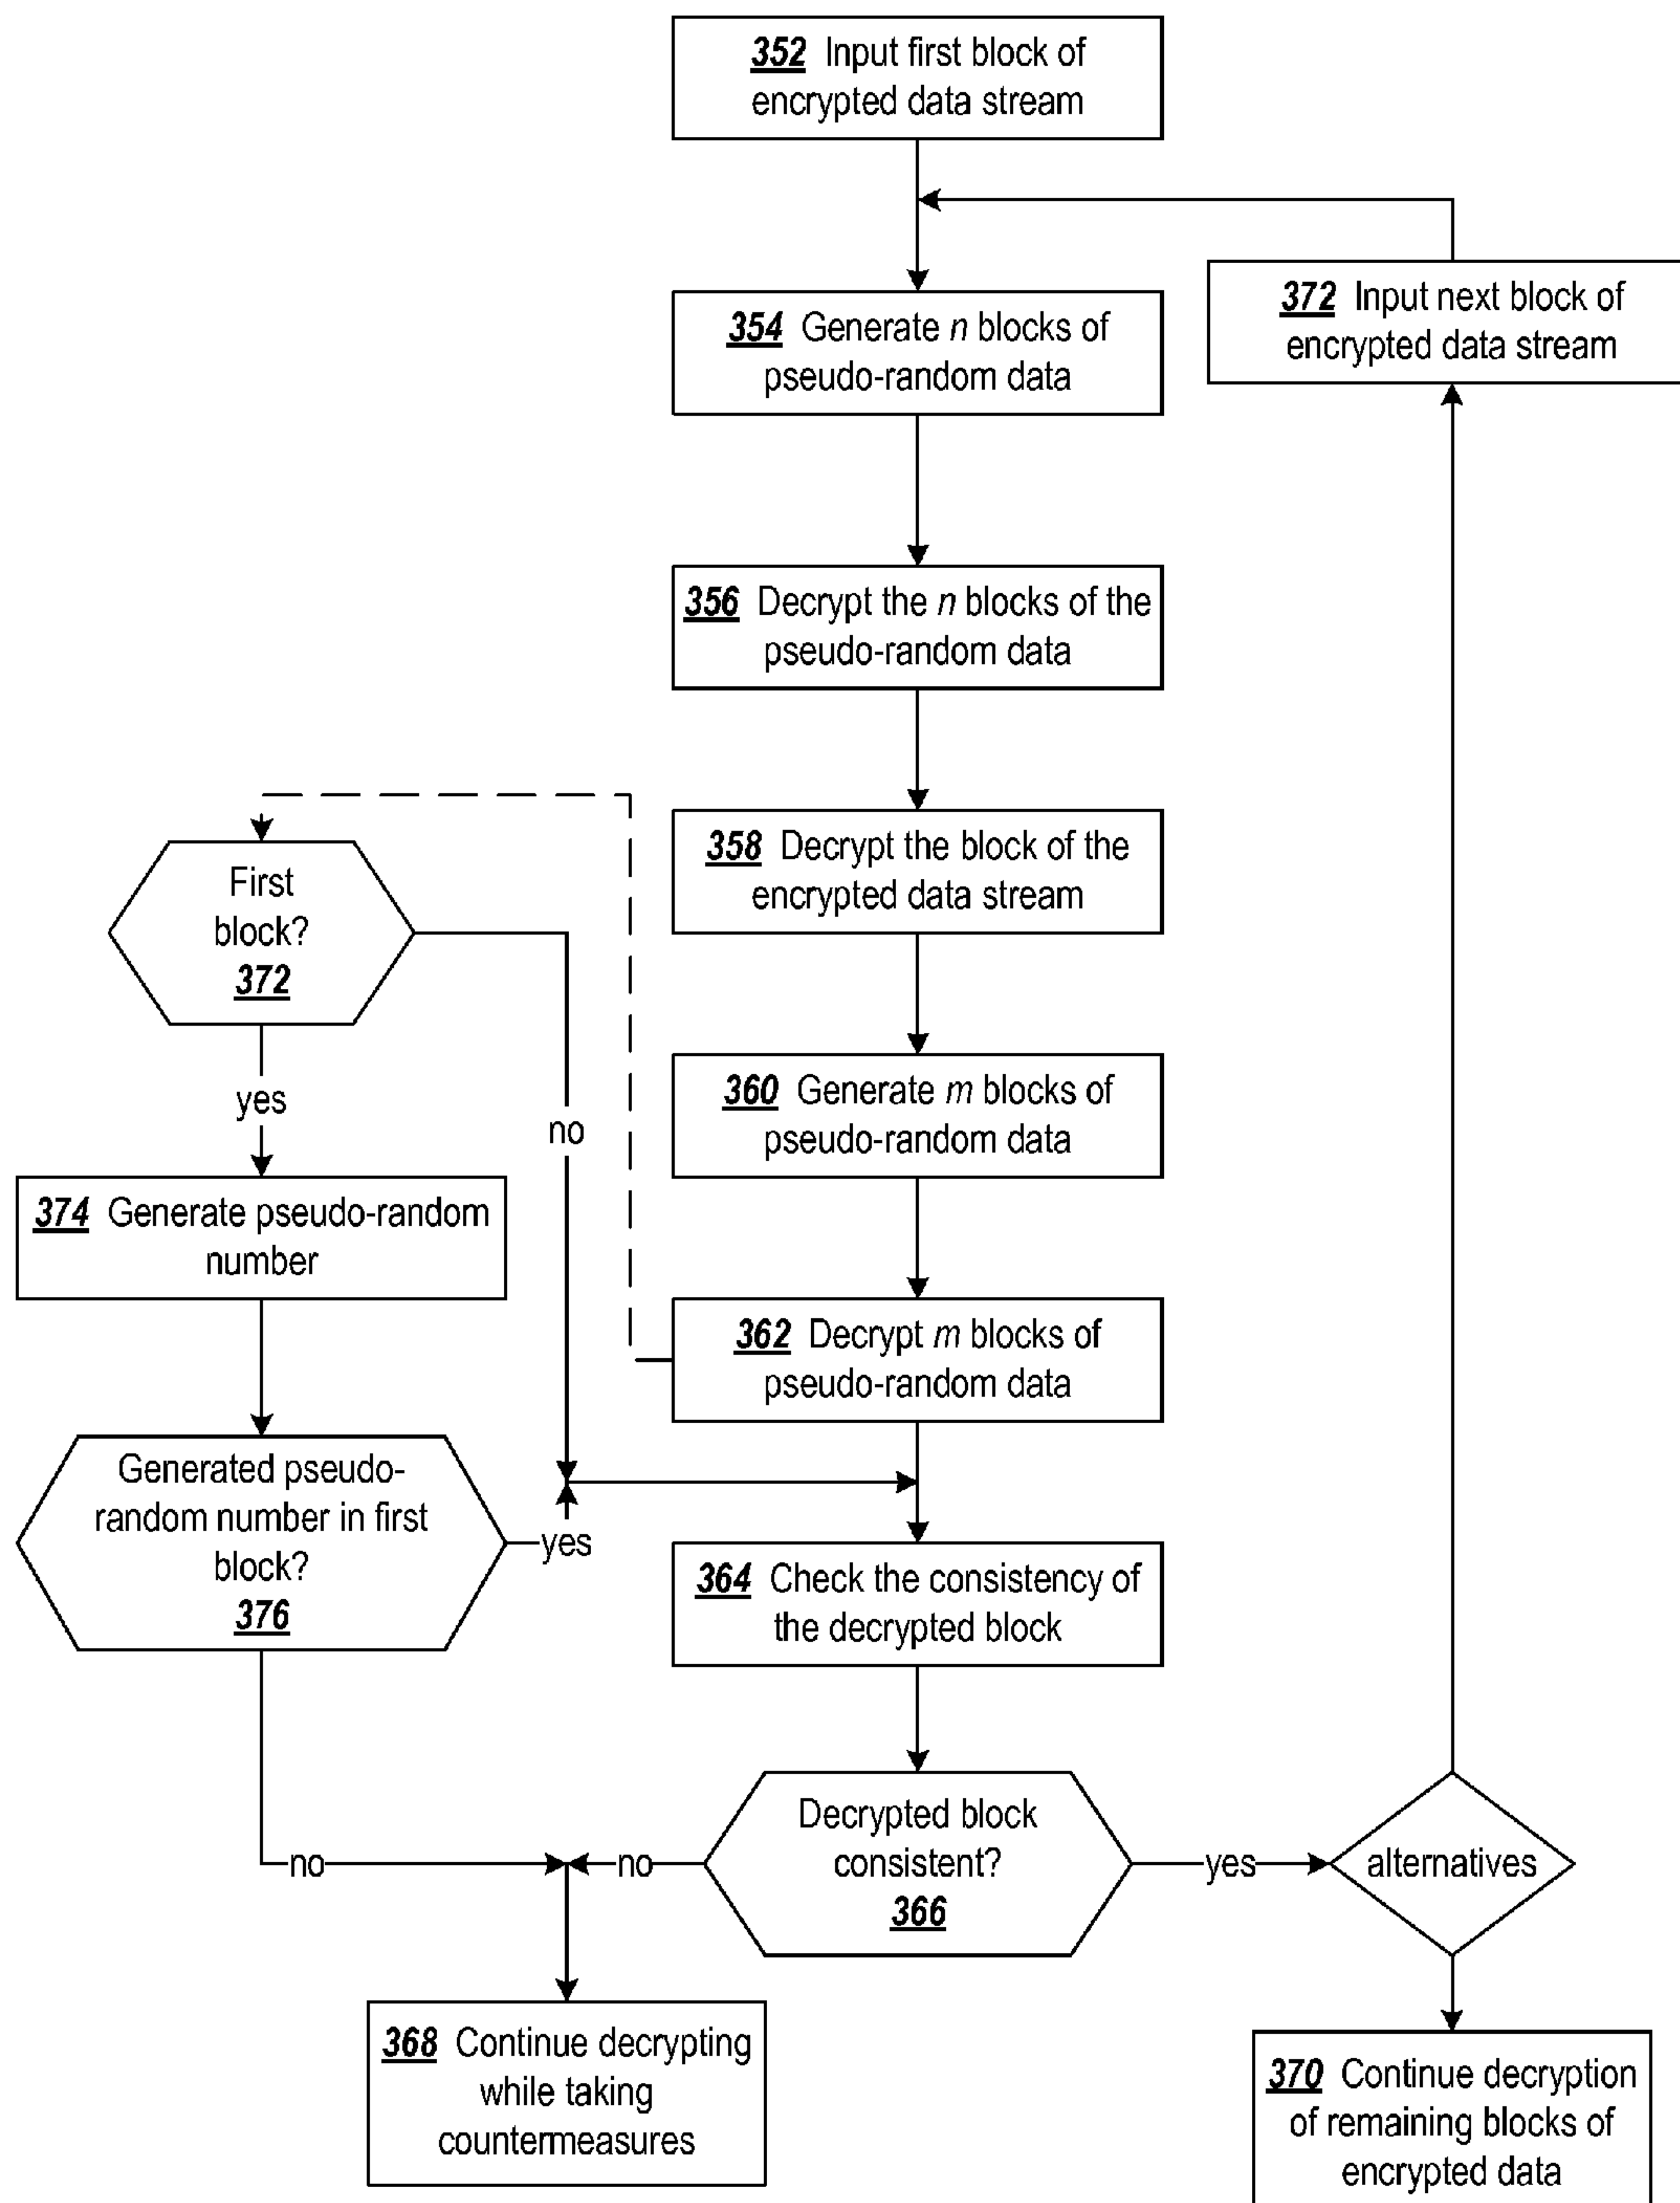 352 Input first block of
encrypted data stream
372 Input next block of
encrypted data stream
354 Generate n blocks of
pseudo-random data
356 Decrypt the n blocks of the
pseudo-random data
358 Decrypt the block of the
encrypted data stream
First
block?
372
yes
no
360 Generate m blocks of
pseudo-random data
374 Generate pseudo-random
number
362 Decrypt m blocks of
pseudo-random data
Generated pseudo-
random number in first
block?
376
yes
364 Check the consistency of
the decrypted block
no
no
Decrypted block
consistent?
366
yes
alternatives
368 Continue decrypting
while taking
countermeasures
370 Continue decryption
of remaining blocks of
encrypted data